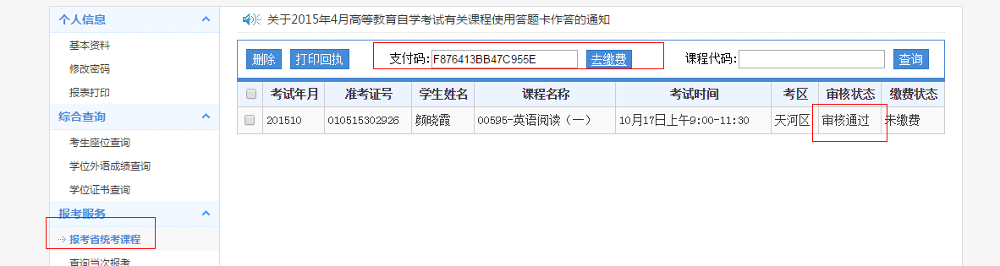 个人信息
基本资料
修改密码
报表打印
综合查询
考生座位查询
学位外语成绩查询
学位证书查询
报考服务
报考省统考课程
查询当次报考
关于2015年4月高等教育自学考试有关课程使用答题卡作答的通知
删除 打印回执 支付码: F876413BB47C955E 去缴费 课程代码: 查询
考试年月 准考证号 学生姓名 课程名称 考试时间 考区 审核状态 缴费状态
201510 010515302926 颜晓霞 00595-英语阅读（一） 10月17日上午9:00-11:30 天河区 审核通过 未缴费